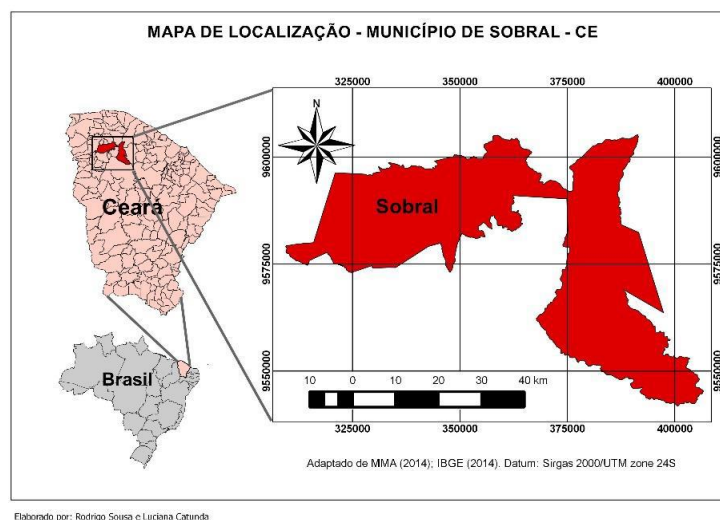 MAPA DE LOCALIZAÇÃO - MUNICÍPIO DE SOBRAL - CE
325000 350000 375000 400000
N
9600000 9600000
Ceará
Sobral
9575000 9575000
Brasil
9550000 9550000
10 0 10 20 30 40 km
325000 350000 375000 400000
Adaptado de MMA (2014); IBGE (2014). Datum: Sirgas 2000/UTM zone 24S
Elaborado por: Rodrigo Sousa e Luciana Catunda